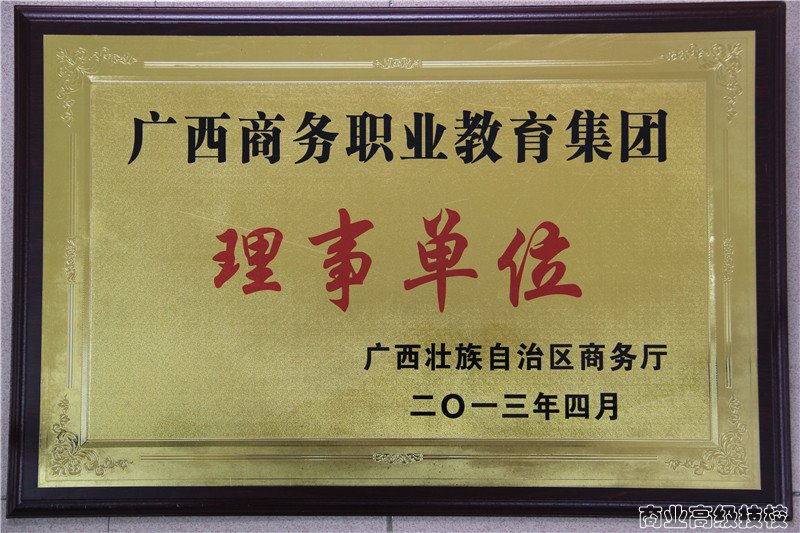 广西商务职业教育集团
理事单位
广西壮族自治区商务厅
二〇一三年四月
商业高级技校